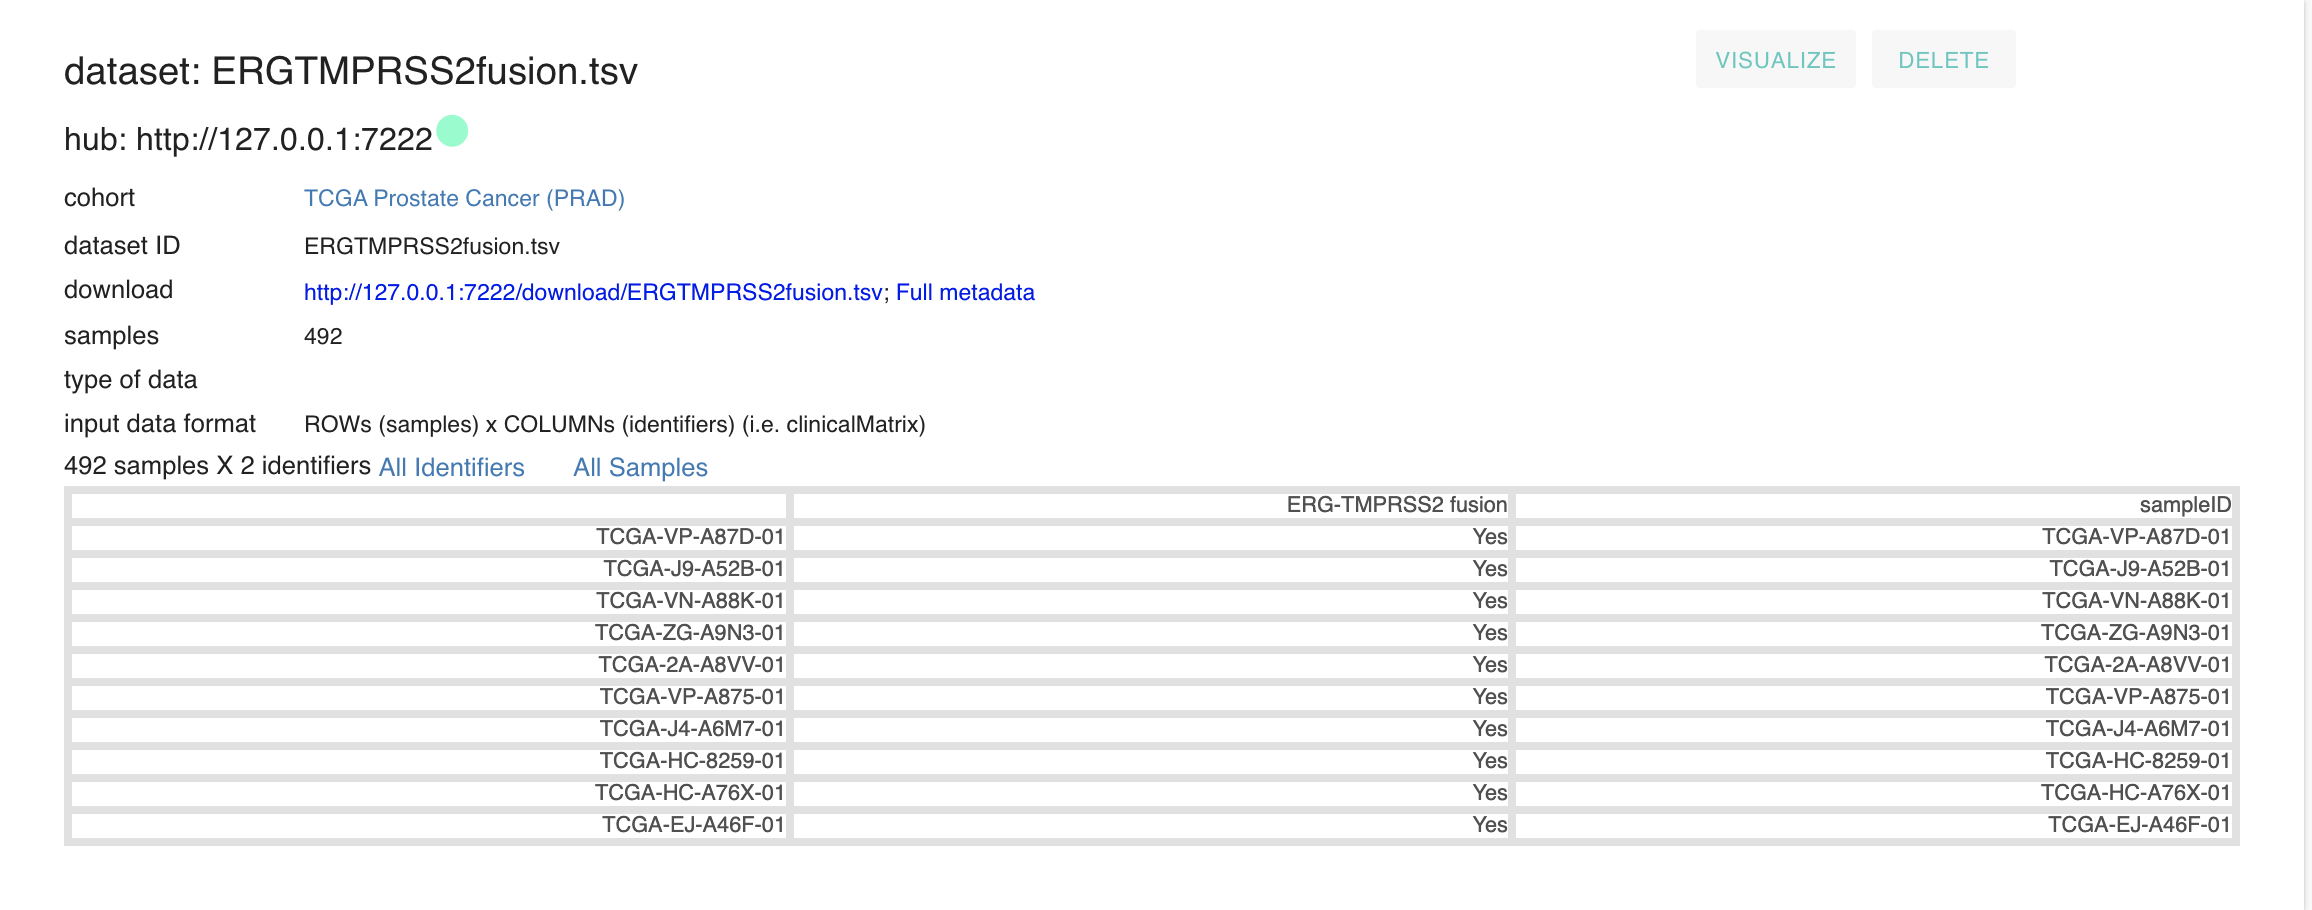 dataset: ERGTMPRSS2fusion.tsv
VISUALIZE DELETE
hub: http://127.0.0.1:7222
cohort TCGA Prostate Cancer (PRAD)
dataset ID ERGTMPRSS2fusion.tsv
download http://127.0.0.1:7222/download/ERGTMPRSS2fusion.tsv; Full metadata
samples 492
type of data
input data format ROWs (samples) x COLUMNs (identifiers) (i.e. clinicalMatrix)
492 samples X 2 identifiers All Identifiers All Samples
ERG-TMPRSS2 fusion sampleID
TCGA-VP-A87D-01 Yes TCGA-VP-A87D-01
TCGA-J9-A52B-01 Yes TCGA-J9-A52B-01
TCGA-VN-A88K-01 Yes TCGA-VN-A88K-01
TCGA-ZG-A9N3-01 Yes TCGA-ZG-A9N3-01
TCGA-2A-A8VV-01 Yes TCGA-2A-A8VV-01
TCGA-VP-A875-01 Yes TCGA-VP-A875-01
TCGA-J4-A6M7-01 Yes TCGA-J4-A6M7-01
TCGA-HC-8259-01 Yes TCGA-HC-8259-01
TCGA-HC-A76X-01 Yes TCGA-HC-A76X-01
TCGA-EJ-A46F-01 Yes TCGA-EJ-A46F-01